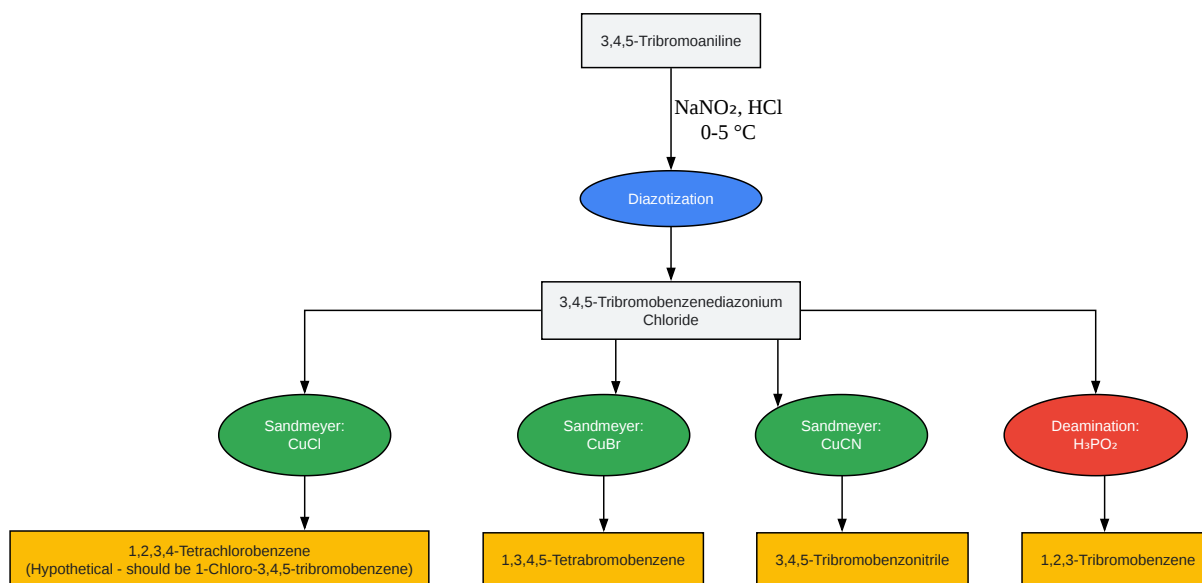 3,4,5-Tribromoaniline
NaNO₂, HCl
0-5 °C
Diazotization
3,4,5-Tribromobenzenediazonium
Chloride
Sandmeyer:
CuCl
Sandmeyer:
CuBr
Sandmeyer:
CuCN
Deamination:
H₃PO₂
1,2,3,4-Tetrachlorobenzene
(Hypothetical - should be 1-Chloro-3,4,5-tribromobenzene)
1,3,4,5-Tetrabromobenzene
3,4,5-Tribromobenzonitrile
1,2,3-Tribromobenzene